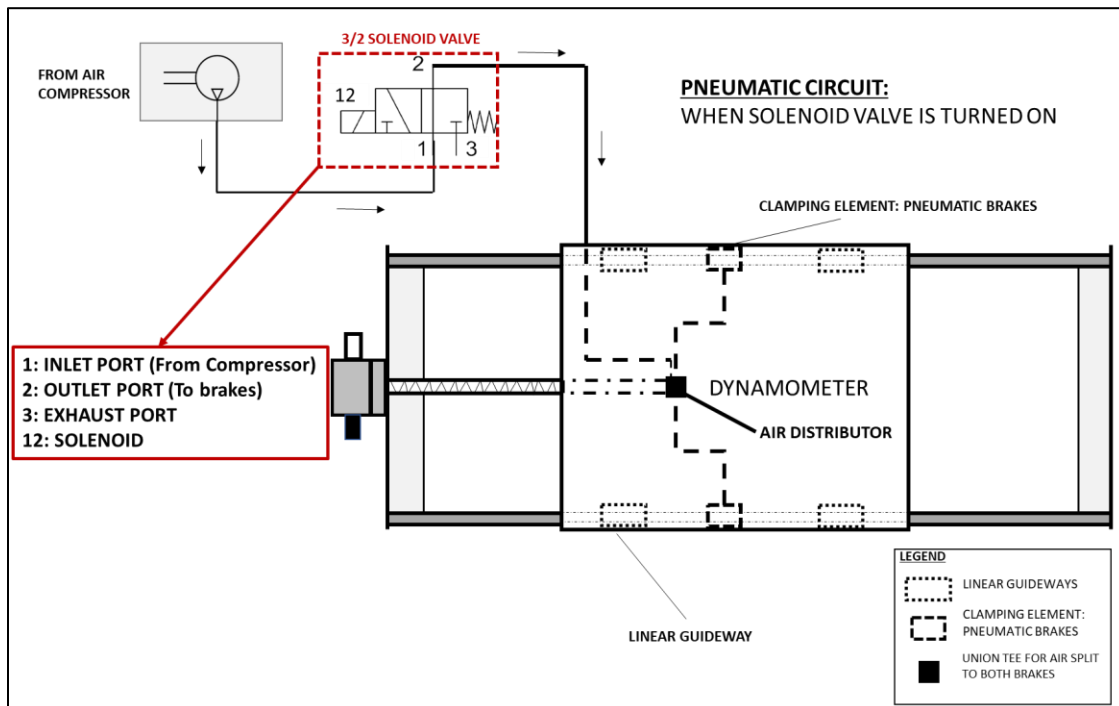 3/2 SOLENOID VALVE
FROM AIR
COMPRESSOR
2
12
1
3
PNEUMATIC CIRCUIT:
WHEN SOLENOID VALVE IS TURNED ON
CLAMPING ELEMENT: PNEUMATIC BRAKES
1: INLET PORT (From Compressor)
2: OUTLET PORT (To brakes)
3: EXHAUST PORT
12: SOLENOID
DYNAMOMETER
AIR DISTRIBUTOR
LINEAR GUIDEWAY
LEGEND
LINEAR GUIDEWAYS
CLAMPING ELEMENT:
PNEUMATIC BRAKES
UNION TEE FOR AIR SPLIT
TO BOTH BRAKES